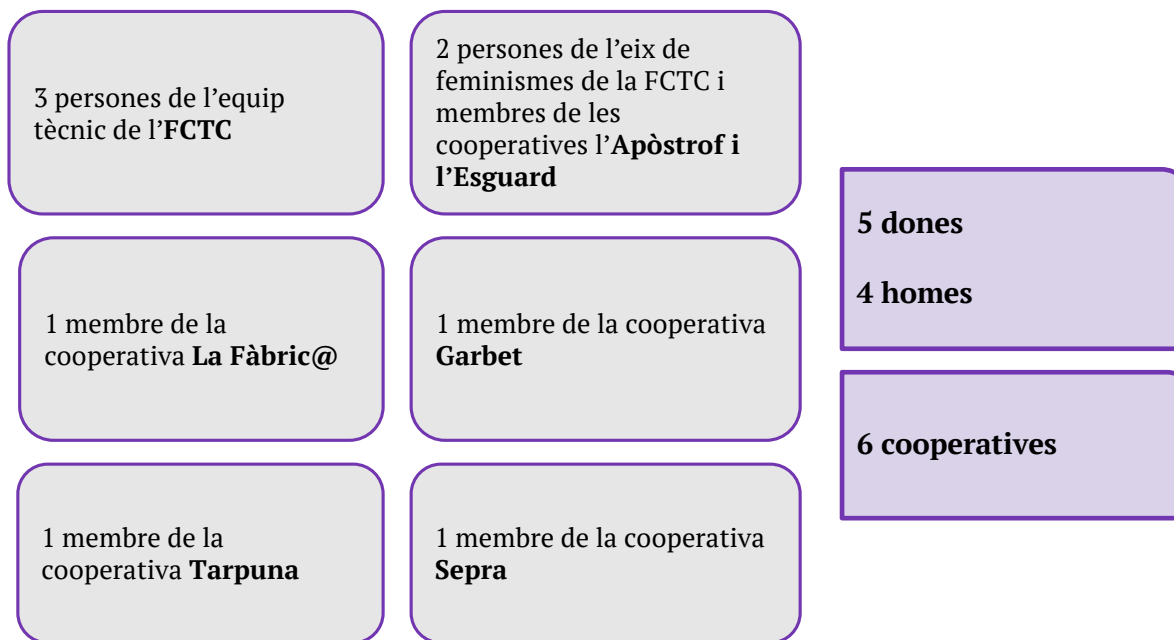 3 persones de l’equip
tècnic de l’FCTC
2 persones de l’eix de
feminismes de la FCTC i
membres de les
cooperatives l’Apòstrof i
l’Esguard
1 membre de la
cooperativa La Fàbric@
1 membre de la cooperativa
Garbet
1 membre de la
cooperativa Tarpuna
1 membre de la cooperativa
Sepra
5 dones
4 homes
6 cooperatives